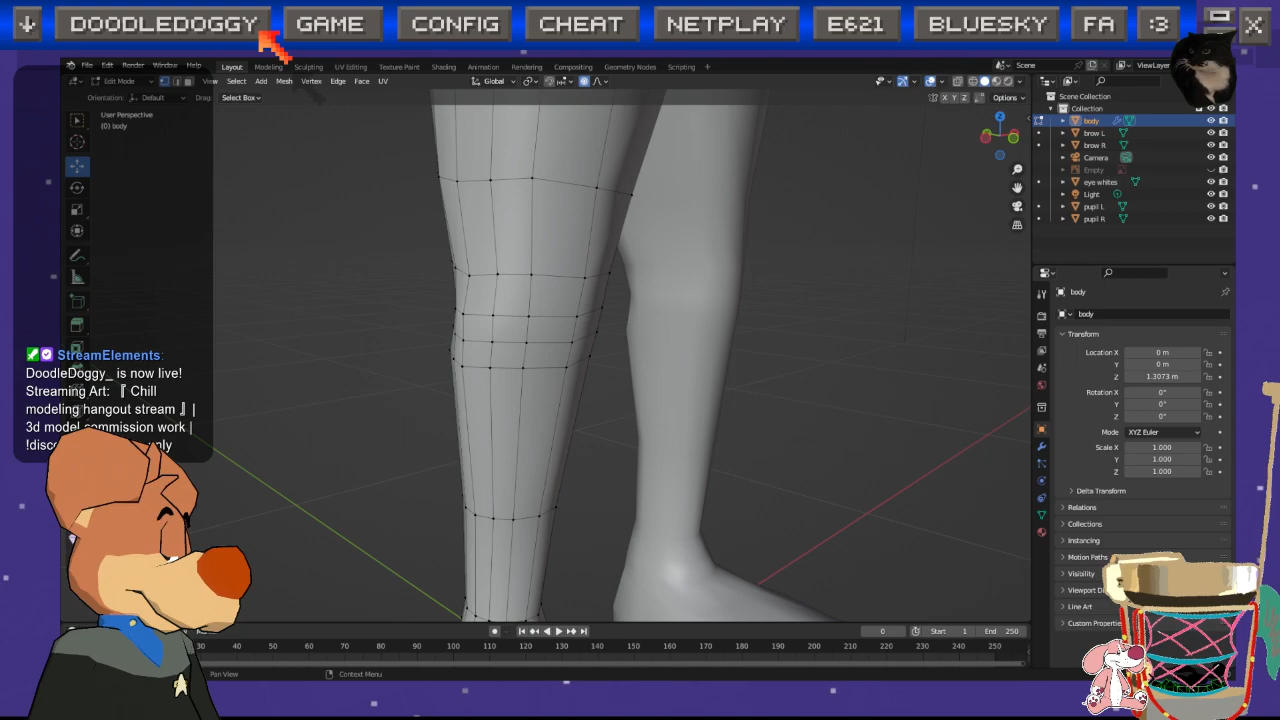 DOODLEDOGGY GAME CONFIG CHEAT NETPLAY E621 BLUESKY FA :3
File Edit Render Window Help Layout Modeling Sculpting UV Editing Texture Paint Shading Animation Rendering Compositing Geometry Nodes Scripting + Scene ViewLayer
Edit Mode View Select Add Mesh Vertex Edge Face UV Global
Orientation: Default Drag: Select Box X Y Z Options
User Perspective
(0) body
Z
Scene Collection
Collection
body
brow L
brow R
Camera
Empty
eye whites
Light
pupil L
pupil R
body
body
Transform
Location X 0 m
Y 0 m
Z 1.3073 m
Rotation X 0°
Y 0°
Z 0°
Mode XYZ Euler
Scale X 1.000
Y 1.000
Z 1.000
Delta Transform
Relations
Collections
Instancing
Motion Paths
Visibility
Viewport Di
Line Art
Custom Properties
StreamElements:
DoodleDoggy_ is now live!
Streaming Art: 『 Chill
modeling hangout stream 』 |
3d model commission work |
!disc only
0 Start 1 End 250
30 40 50 60 70 80 90 100 110 120 130 140 150 160 170 180 190 200 210 220 230 240 250
Pan View Context Menu